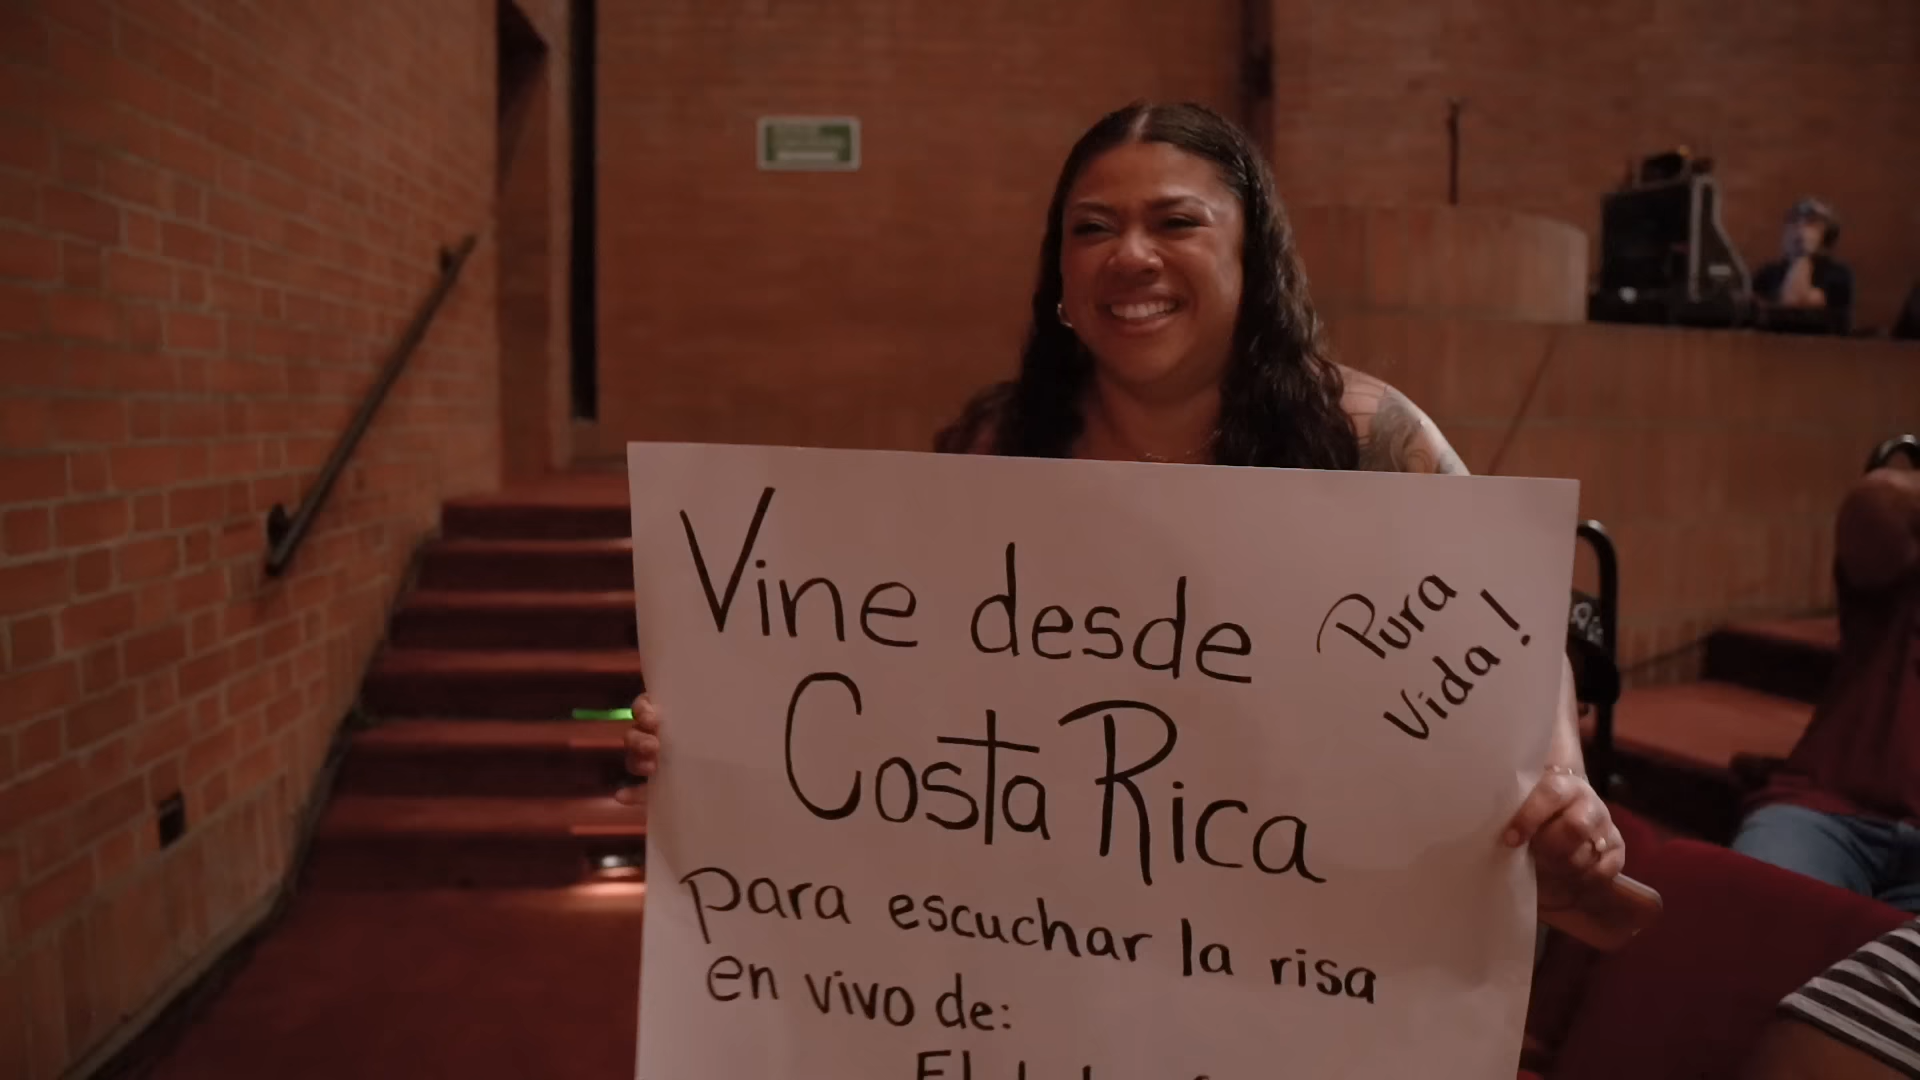 Vine desde
Pura
Vida!
Costa Rica
para escuchar la risa
en vivo de: